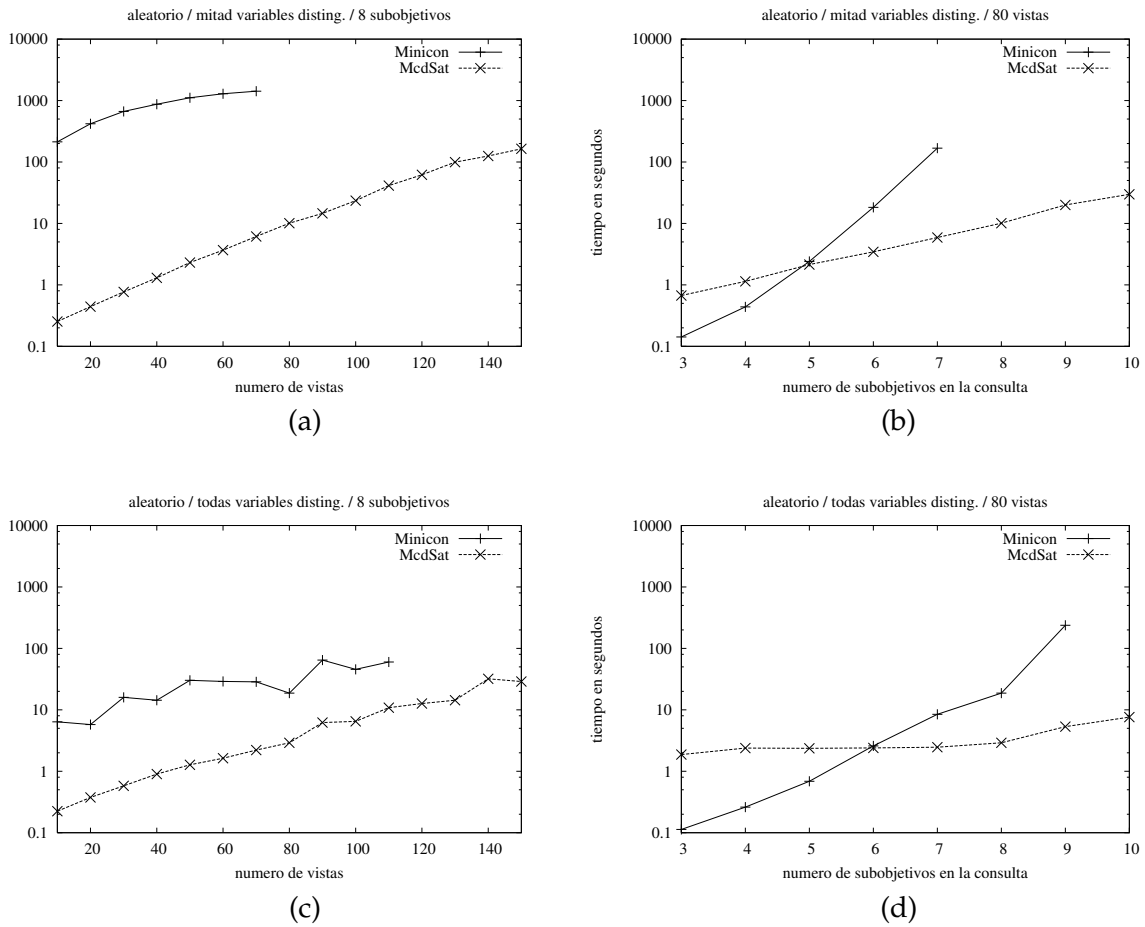 aleatorio / mitad variables disting. / 8 subobjetivos
10000
1000
100
10
1
0.1
Minicon
McdSat
20 40 60 80 100 120 140
numero de vistas
(a)
aleatorio / mitad variables disting. / 80 vistas
tiempo en segundos
10000
1000
100
10
1
0.1
Minicon
McdSat
3 4 5 6 7 8 9 10
numero de subobjetivos en la consulta
(b)
aleatorio / todas variables disting. / 8 subobjetivos
10000
1000
100
10
1
0.1
Minicon
McdSat
20 40 60 80 100 120 140
numero de vistas
(c)
aleatorio / todas variables disting. / 80 vistas
tiempo en segundos
10000
1000
100
10
1
0.1
Minicon
McdSat
3 4 5 6 7 8 9 10
numero de subobjetivos en la consulta
(d)